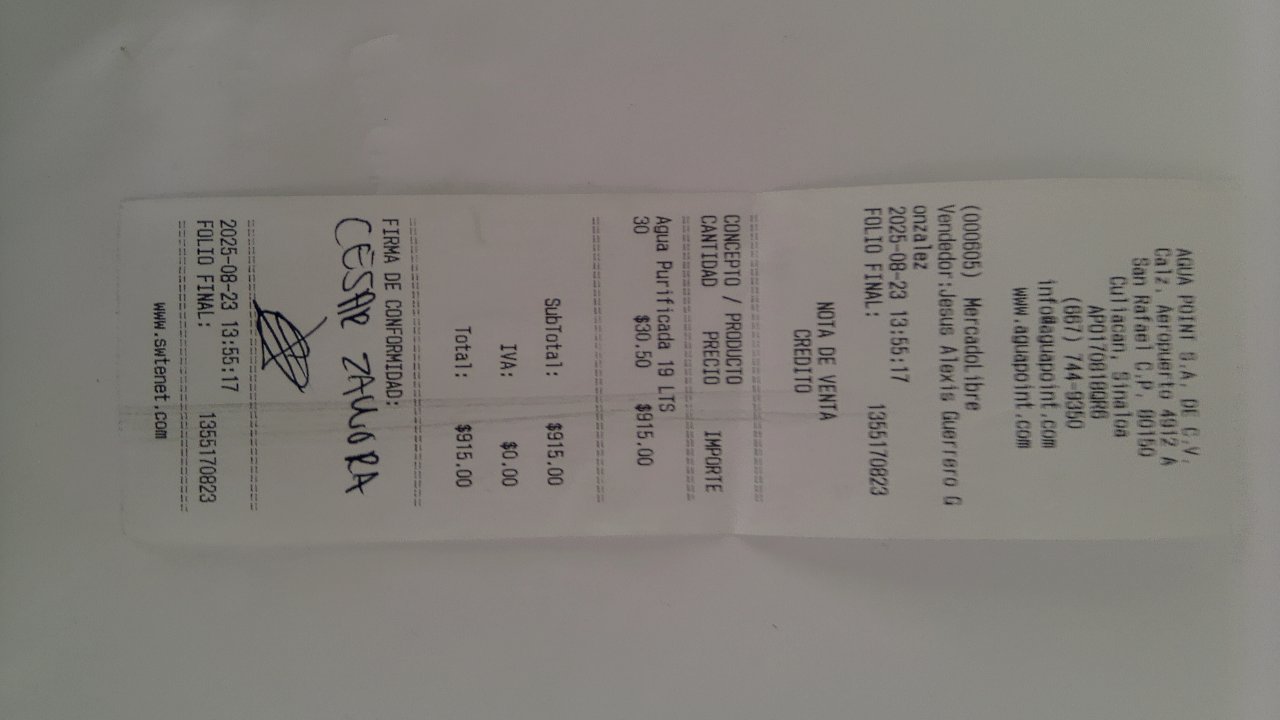 AGUA POINT S.A. DE C.V.
Calz. Aeropuerto 4912 A
San Rafael C.P. 80150
Culiacan, Sinaloa
APO170818QR6
(667) 744-9350
info@aguapoint.com
www.aguapoint.com
(000605) MercadoLibre
Vendedor:Jesus Alexis Guerrero G
onzalez
2025-08-23 13:55:17
FOLIO FINAL: 1355170823
NOTA DE VENTA
CREDITO
CONCEPTO / PRODUCTO
CANTIDAD PRECIO IMPORTE
Agua Purificada 19 LTS
30 $30.50 $915.00
SubTotal: $915.00
IVA: $0.00
Total: $915.00
FIRMA DE CONFORMIDAD:
CESAR ZAMORA
2025-08-23 13:55:17
FOLIO FINAL: 1355170823
www.swtenet.com